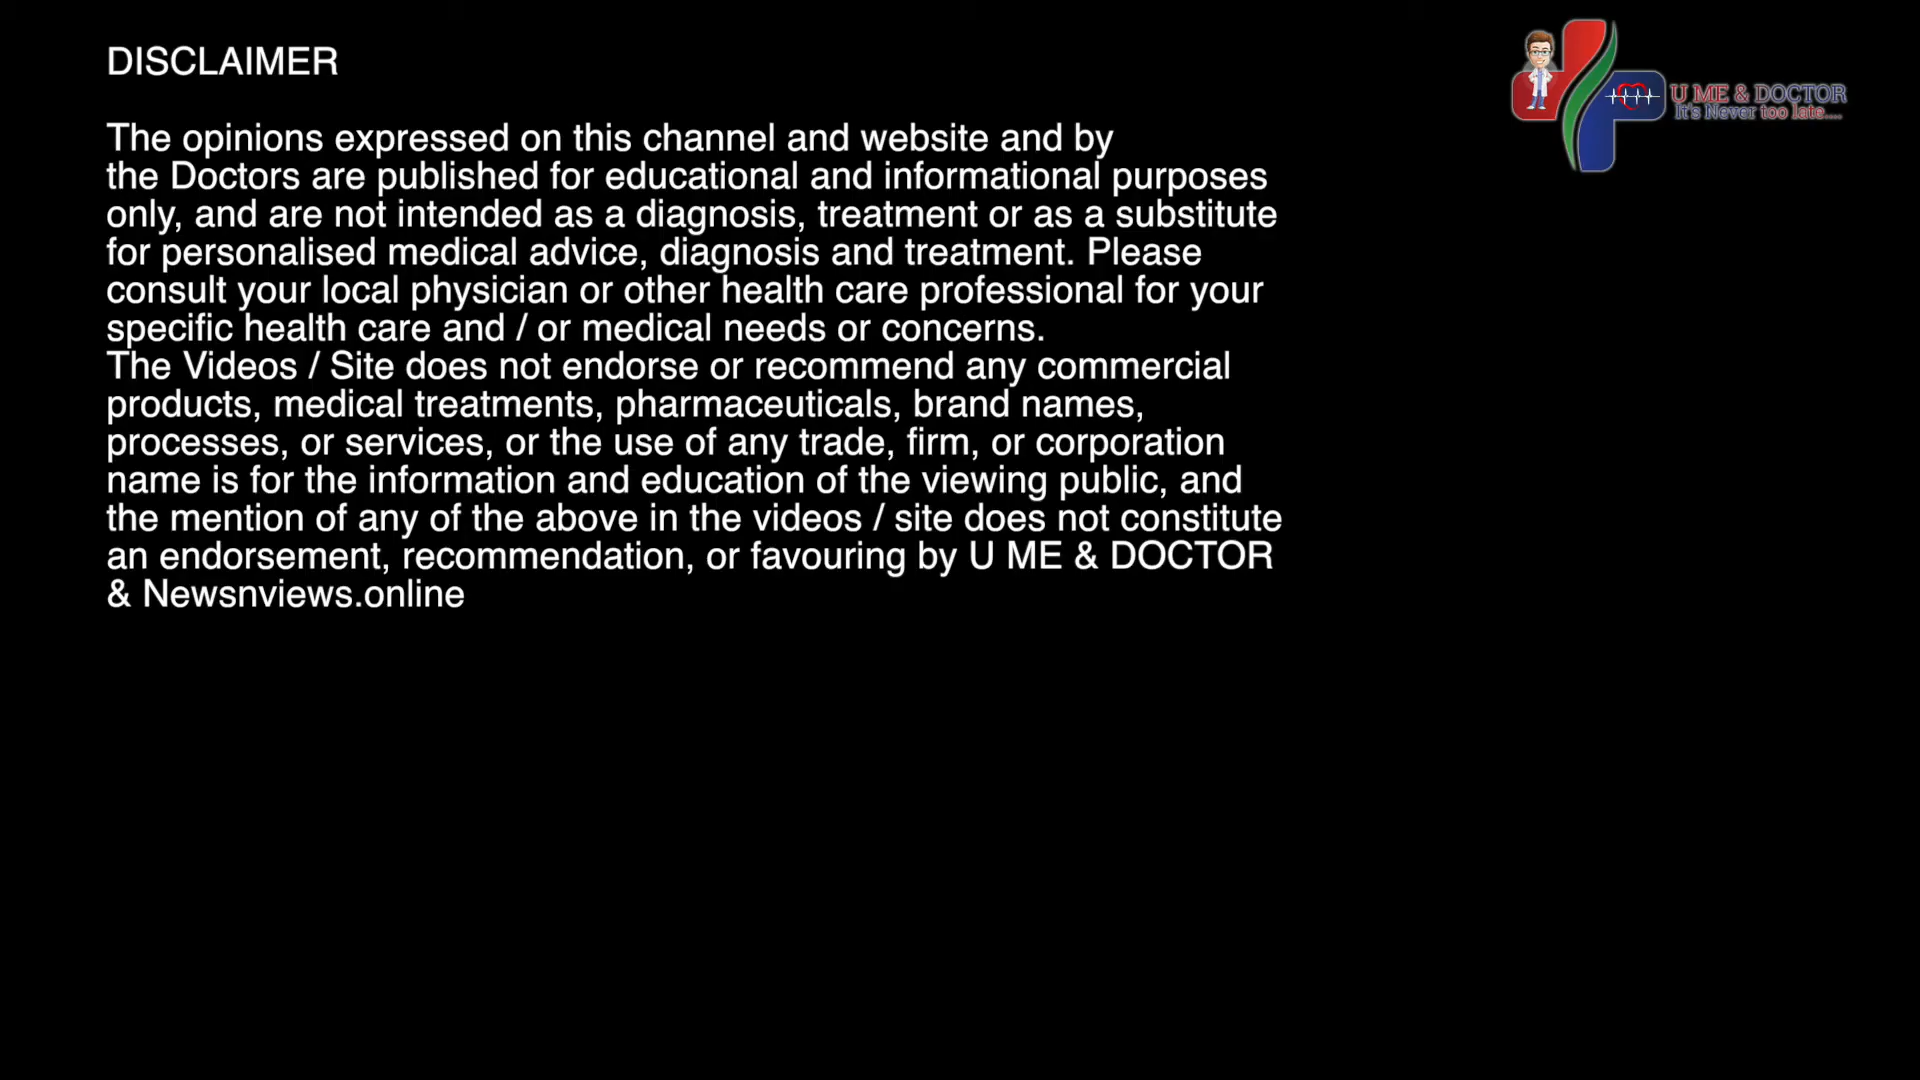 DISCLAIMER
U ME & DOCTOR
It's Never too late....
The opinions expressed on this channel and website and by
the Doctors are published for educational and informational purposes
only, and are not intended as a diagnosis, treatment or as a substitute
for personalised medical advice, diagnosis and treatment. Please
consult your local physician or other health care professional for your
specific health care and / or medical needs or concerns.
The Videos / Site does not endorse or recommend any commercial
products, medical treatments, pharmaceuticals, brand names,
processes, or services, or the use of any trade, firm, or corporation
name is for the information and education of the viewing public, and
the mention of any of the above in the videos / site does not constitute
an endorsement, recommendation, or favouring by U ME & DOCTOR
& Newsnviews.online